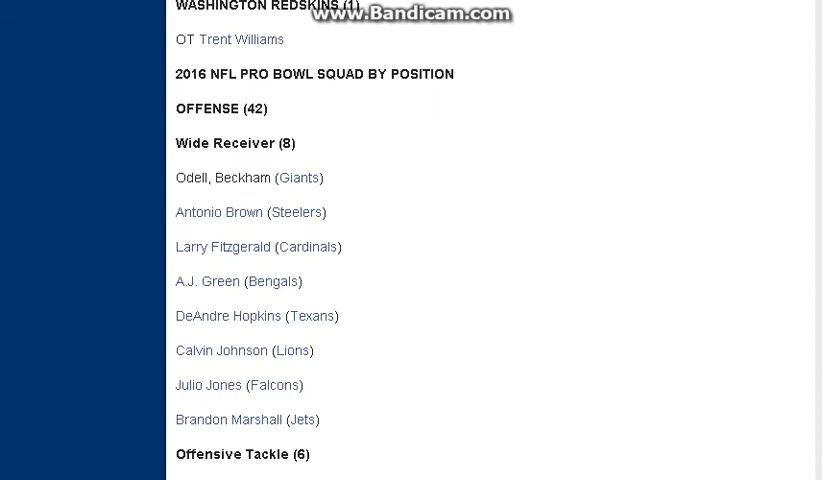 WASHINGTON REDSKINS (1)
www.Bandicam.com
OT Trent Williams
2016 NFL PRO BOWL SQUAD BY POSITION
OFFENSE (42)
Wide Receiver (8)
Odell, Beckham (Giants)
Antonio Brown (Steelers)
Larry Fitzgerald (Cardinals)
A.J. Green (Bengals)
DeAndre Hopkins (Texans)
Calvin Johnson (Lions)
Julio Jones (Falcons)
Brandon Marshall (Jets)
Offensive Tackle (6)